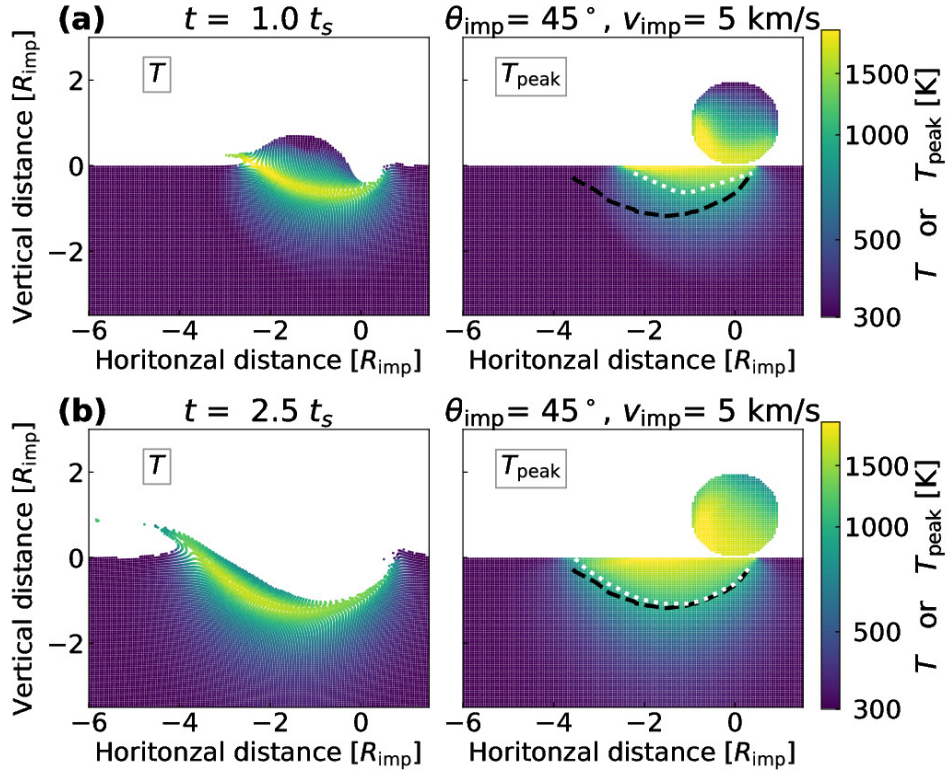 (a) t = 1.0 t_s θ_imp= 45°, v_imp= 5 km/s
T
T_peak
Vertical distance [R_imp]
2
0
−2
−6 −4 −2 0 −6 −4 −2 0
Horitonzal distance [R_imp] Horitonzal distance [R_imp]
1500
1000
500
300
T or T_peak [K]
(b) t = 2.5 t_s θ_imp= 45°, v_imp= 5 km/s
T
T_peak
Vertical distance [R_imp]
2
0
−2
−6 −4 −2 0 −6 −4 −2 0
Horitonzal distance [R_imp] Horitonzal distance [R_imp]
1500
1000
500
300
T or T_peak [K]